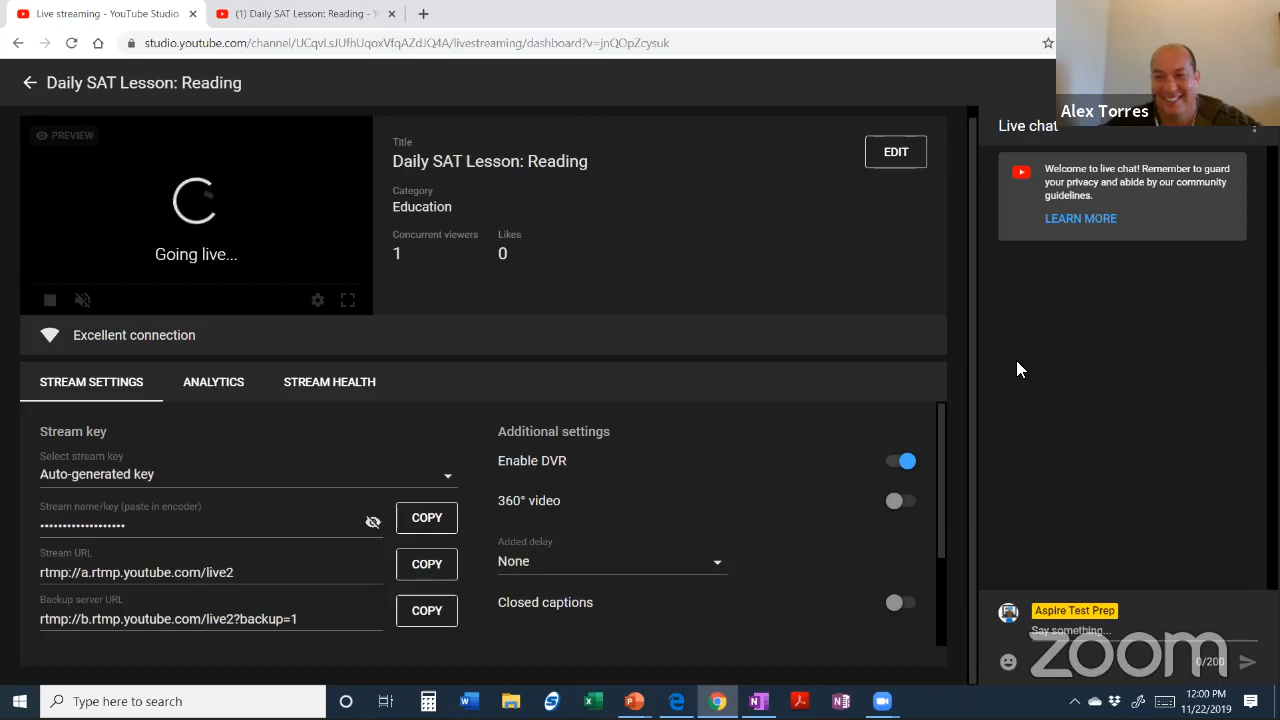 Live streaming - YouTube Studio
(1) Daily SAT Lesson: Reading - Y
studio.youtube.com/channel/UCqvLsJUfhUqoxVfqAZdJQ4A/livestreaming/dashboard?v=jnQOpZcysuk
Alex Torres
Daily SAT Lesson: Reading
Live chat
PREVIEW
Going live...
Title
Daily SAT Lesson: Reading
EDIT
Category
Education
Concurrent viewers Likes
1 0
Welcome to live chat! Remember to guard
your privacy and abide by our community
guidelines.
LEARN MORE
Excellent connection
STREAM SETTINGS ANALYTICS STREAM HEALTH
Stream key
Select stream key
Auto-generated key
Stream name/key (paste in encoder)
•••••••••••••••••••
COPY
Stream URL
rtmp://a.rtmp.youtube.com/live2
COPY
Backup server URL
rtmp://b.rtmp.youtube.com/live2?backup=1
COPY
Additional settings
Enable DVR
360° video
Added delay
None
Closed captions
Aspire Test Prep
Say something...
0/200
zoom
Type here to search
12:00 PM
11/22/2019